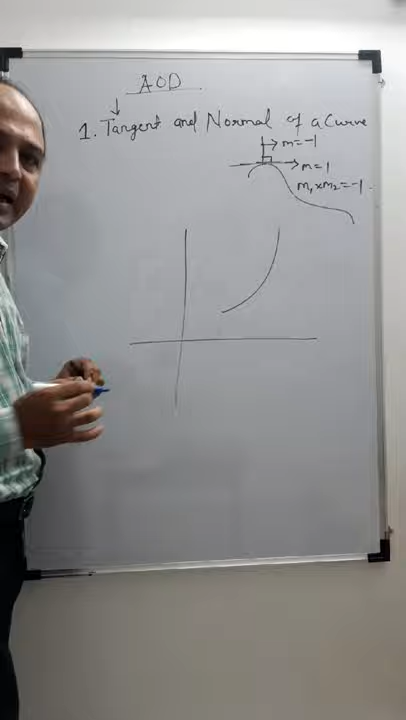 AOD
1. Tangent and Normal of a Curve
m = -1
m = 1
m₁ x m₂ = -1